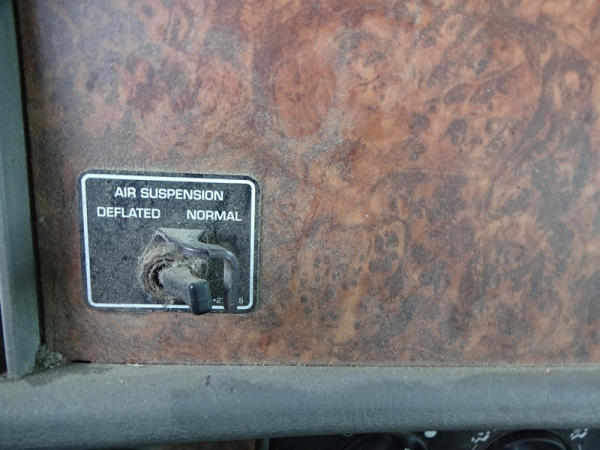 AIR SUSPENSION
DEFLATED NORMAL